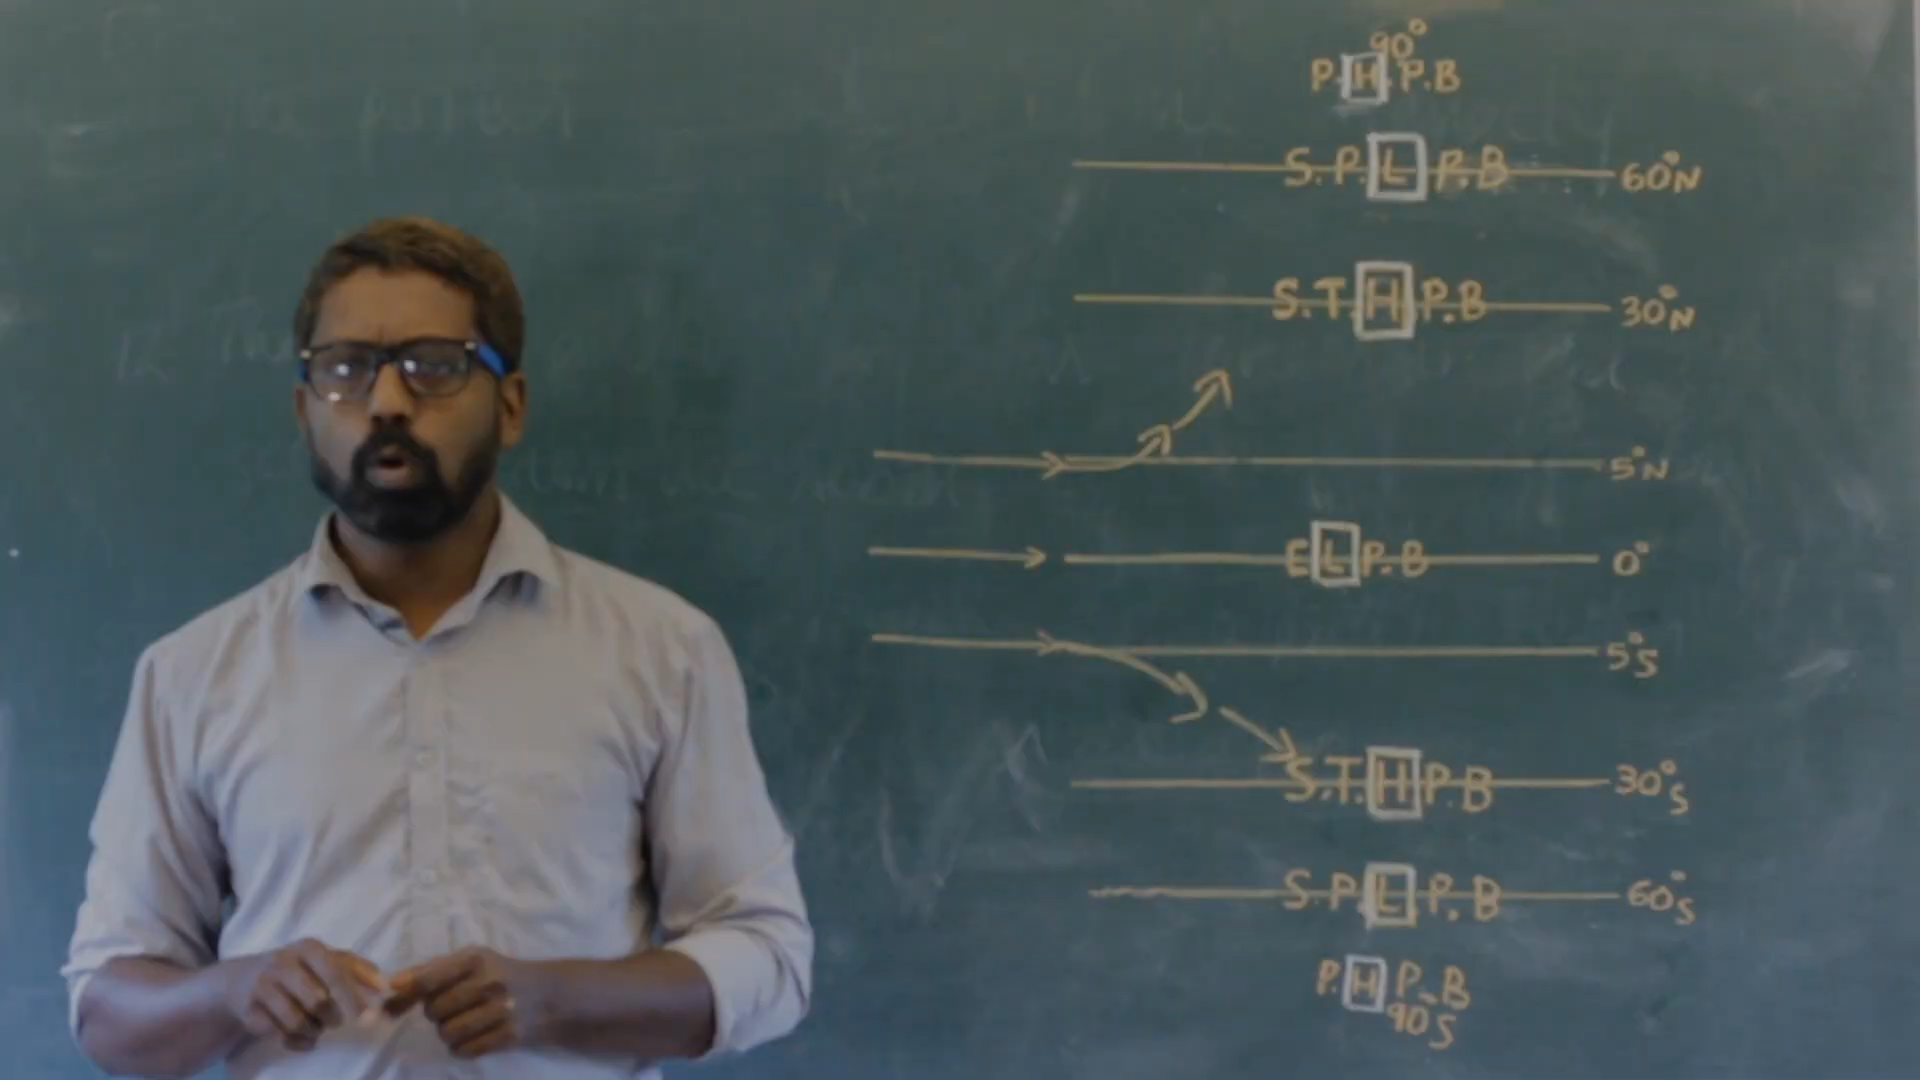 90°
P.H.P.B
S.P.L.P.B 60°N
S.T.H.P.B 30°N
5°N
E L P.B 0°
5°S
S.T.H P.B 30°S
S.P.L.P.B 60°S
P.H P.B
90 S